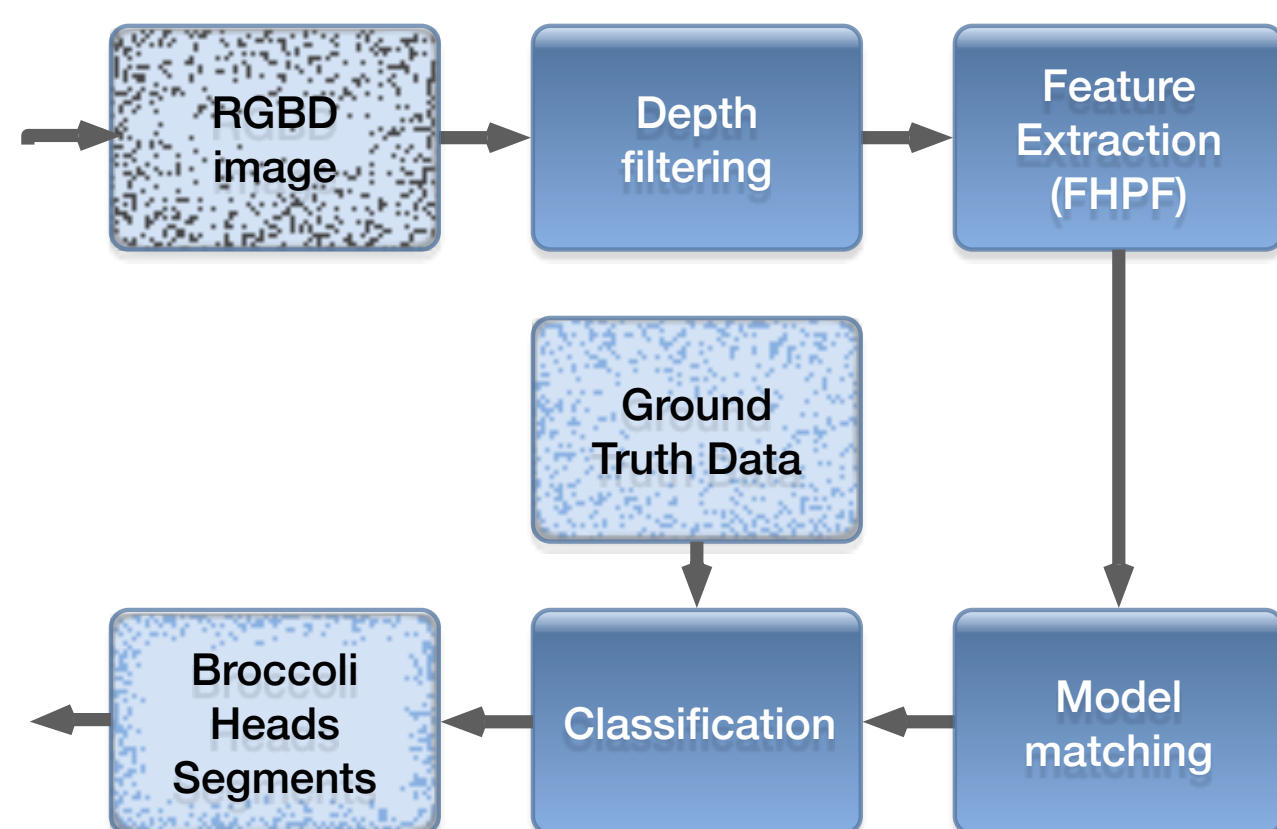 RGBD
image
Depth
filtering
Feature
Extraction
(FHPF)
Ground
Truth Data
Broccoli
Heads
Segments
Classification
Model
matching